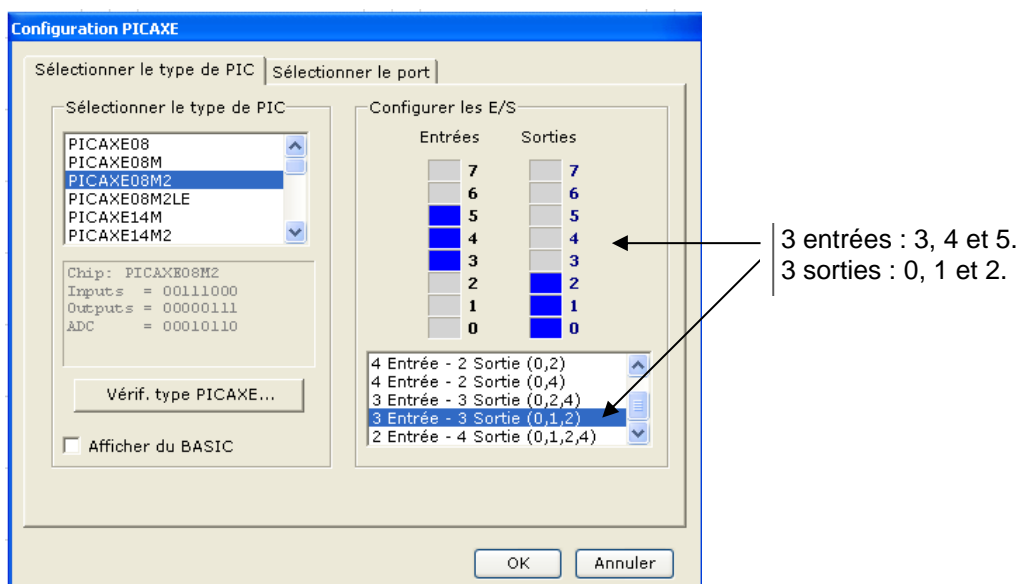 Configuration PICAXE
Sélectionner le type de PIC
Sélectionner le port
Sélectionner le type de PIC
PICAXE08
PICAXE08M
PICAXE08M2
PICAXE08M2LE
PICAXE14M
PICAXE14M2
Chip: PICAXE08M2
Inputs = 00111000
Outputs = 00000111
ADC = 00010110
Vérif. type PICAXE...
Afficher du BASIC
Configurer les E/S
Entrées Sorties
7 7
6 6
5 5
4 4
3 3
2 2
1 1
0 0
4 Entrée - 2 Sortie (0,2)
4 Entrée - 2 Sortie (0,4)
3 Entrée - 3 Sortie (0,2,4)
3 Entrée - 3 Sortie (0,1,2)
2 Entrée - 4 Sortie (0,1,2,4)
OK
Annuler
3 entrées : 3, 4 et 5.
3 sorties : 0, 1 et 2.